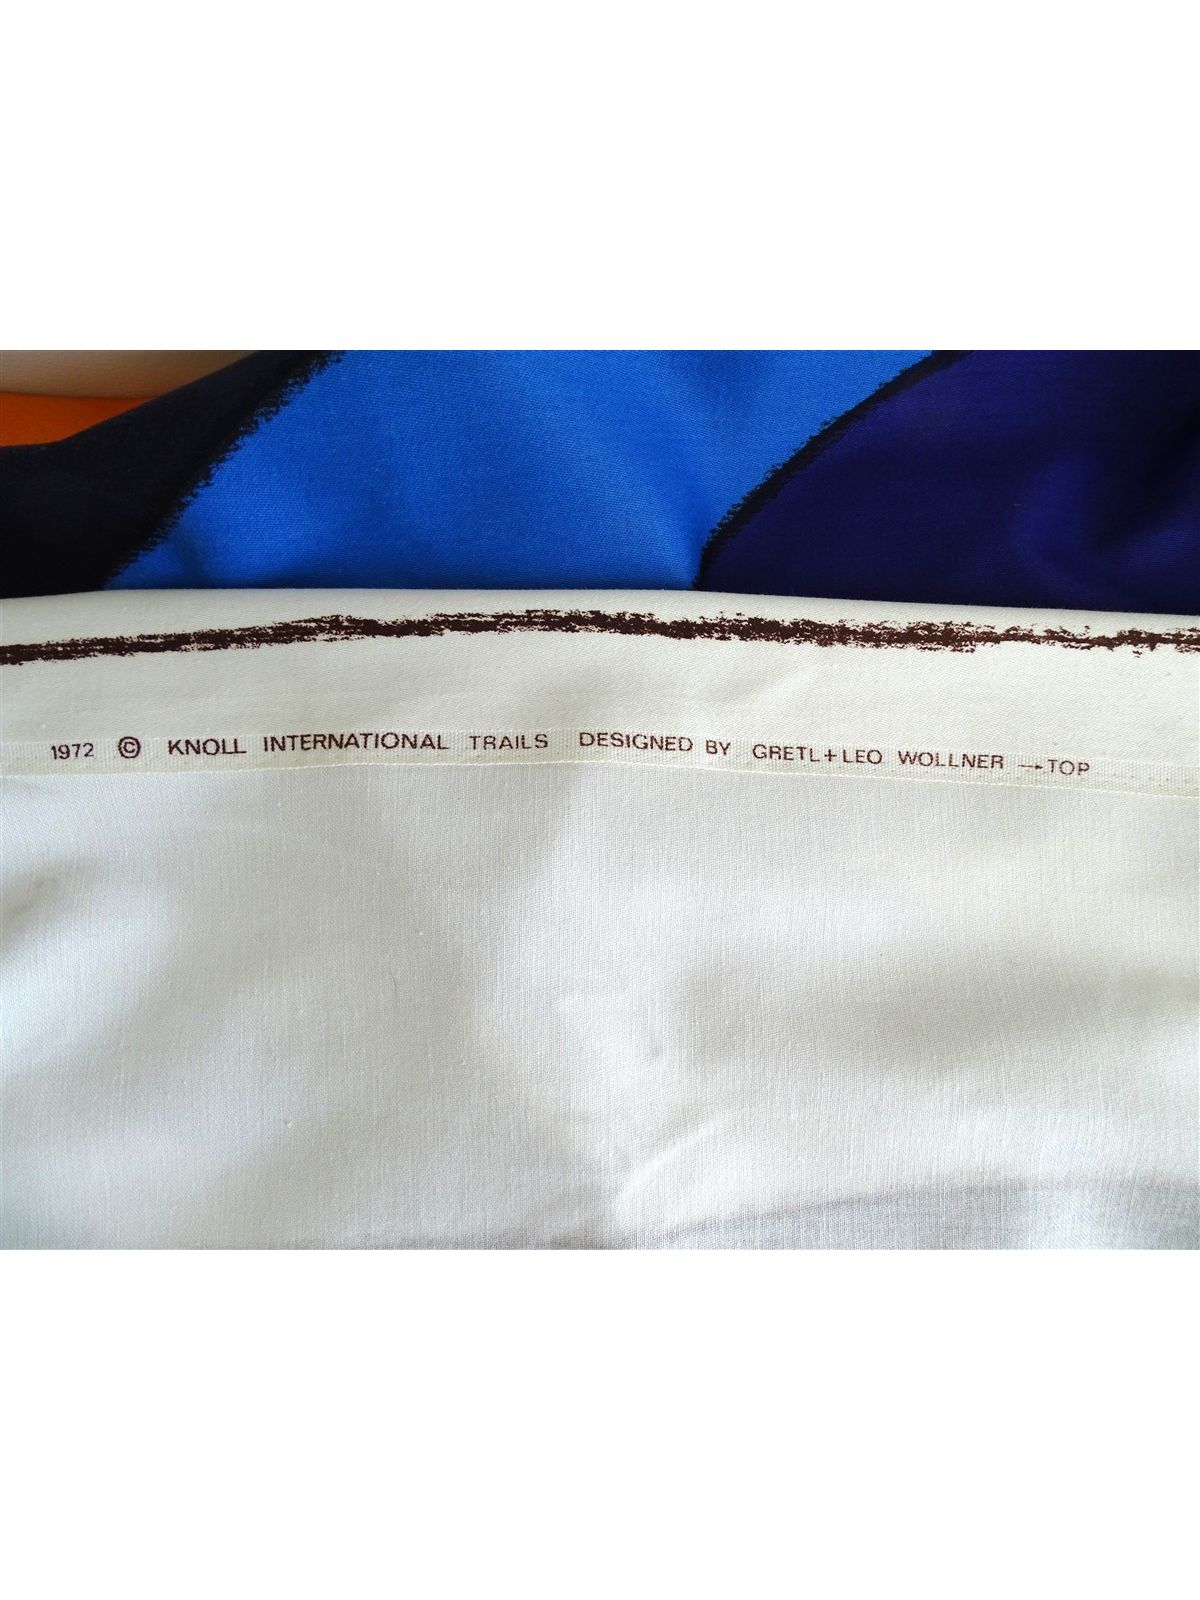 1972 © KNOLL INTERNATIONAL TRAILS DESIGNED BY GRETL+LEO WOLLNER →TOP